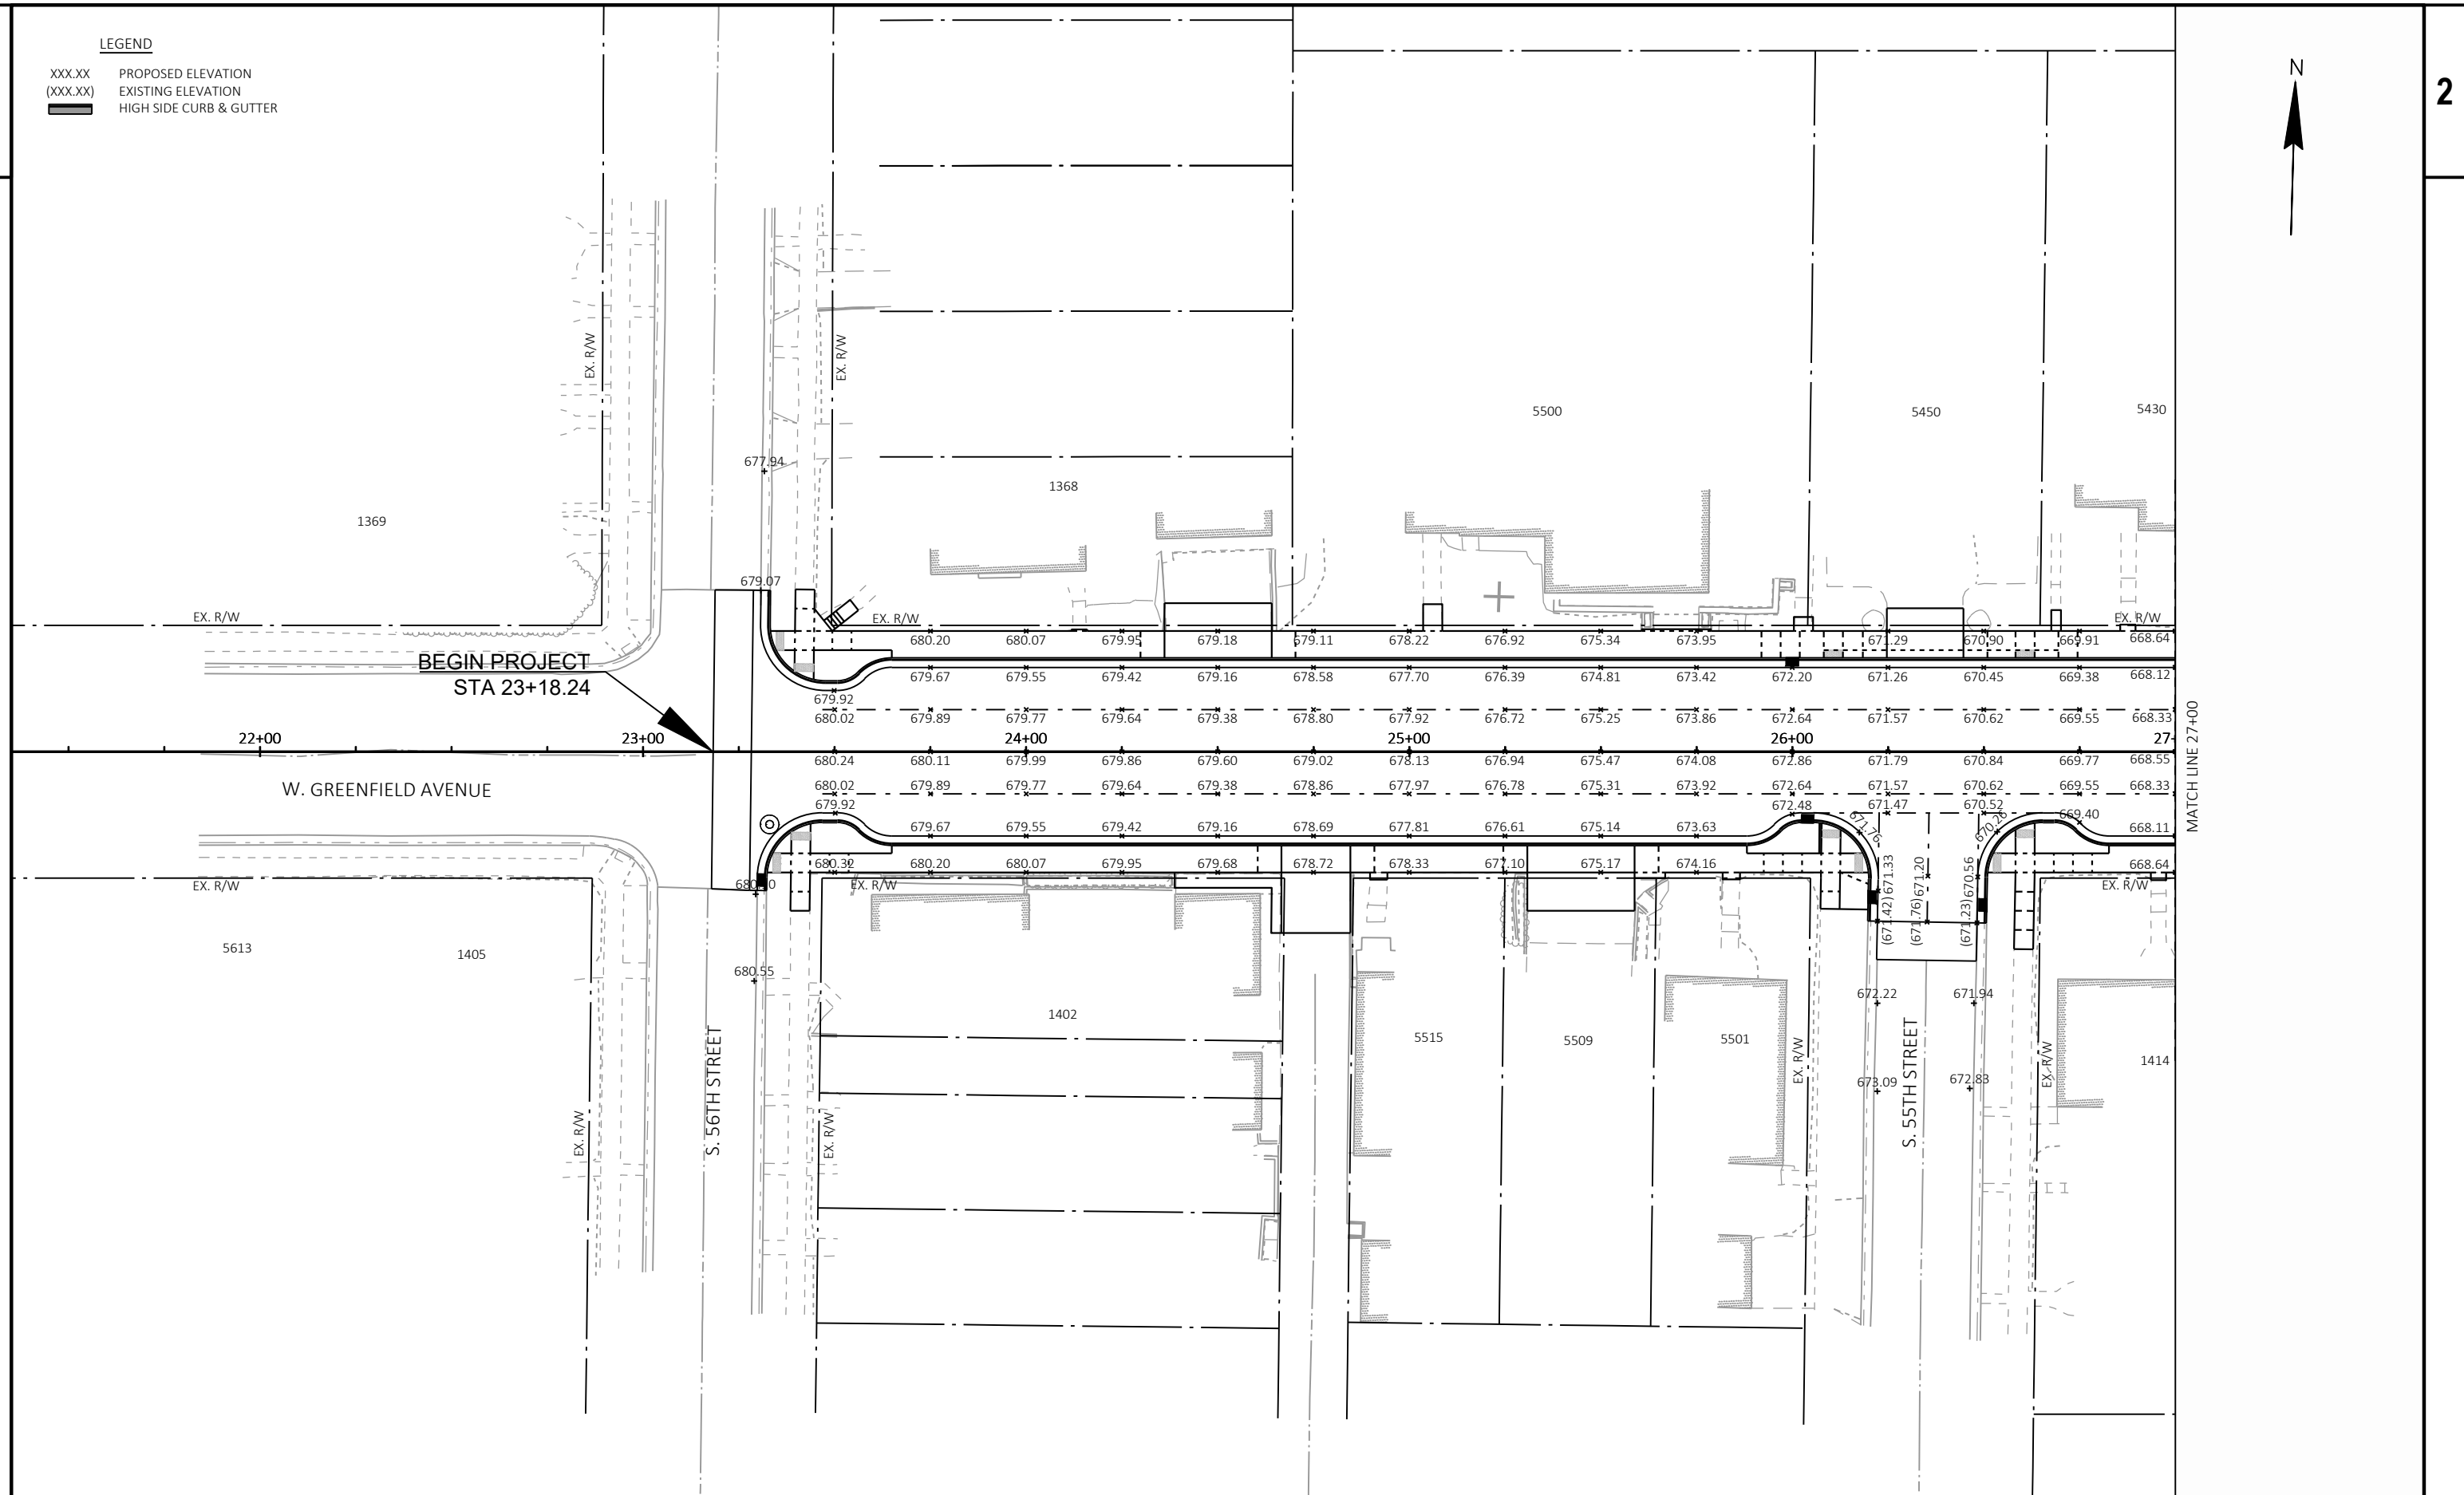 LEGEND
XXX.XX PROPOSED ELEVATION
(XXX.XX) EXISTING ELEVATION
HIGH SIDE CURB & GUTTER
N
2
EX. R/W
EX. R/W
5500
5450
5430
677.94
1368
1369
679.07
EX. R/W
EX. R/W
EX. R/W
680.20 680.07 679.95 679.18 679.11 678.22 676.92 675.34 673.95 671.29 670.90 669.91 668.64
BEGIN PROJECT
STA 23+18.24
679.67 679.55 679.42 679.16 678.58 677.70 676.39 674.81 673.42 672.20 671.26 670.45 669.38 668.12
679.92
680.02 679.89 679.77 679.64 679.38 678.80 677.92 676.72 675.25 673.86 672.64 671.57 670.62 669.55 668.33
22+00 23+00 24+00 25+00 26+00 27+
MATCH LINE 27+00
680.24 680.11 679.99 679.86 679.60 679.02 678.13 676.94 675.47 674.08 672.86 671.79 670.84 669.77 668.55
W. GREENFIELD AVENUE
680.02 679.89 679.77 679.64 679.38 678.86 677.97 676.78 675.31 673.92 672.64 671.57 670.62 669.55 668.33
679.92 672.48 671.47 670.52 669.40
679.67 679.55 679.42 679.16 678.69 677.81 676.61 675.14 673.63 671.76 668.11
680.32 680.20 680.07 679.95 679.68 678.72 678.33 677.10 675.17 674.16 668.64
(671.42) 671.33
(671.76) 671.20
(671.23) 670.56
EX. R/W
EX. R/W
EX. R/W
5613
1405
680.55
672.22 671.94
1402
5515
5509
5501
1414
S. 56TH STREET
S. 55TH STREET
EX. R/W
EX. R/W
673.09 672.83
EX. R/W
EX. R/W